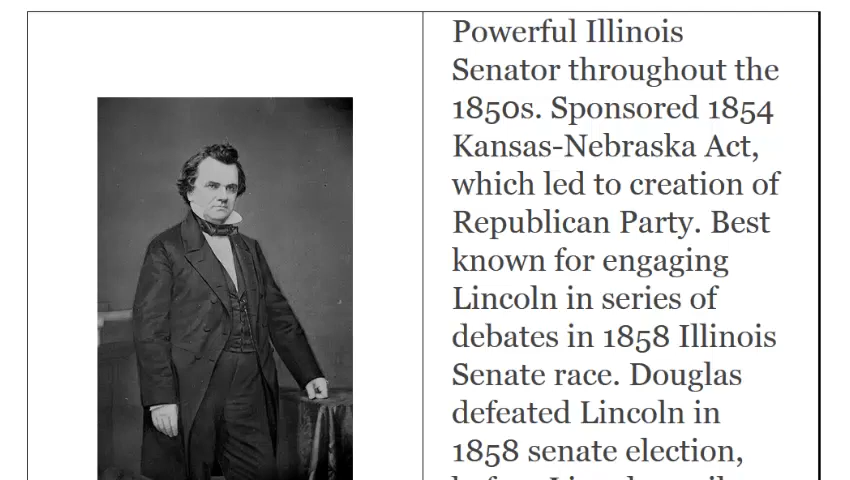 Powerful Illinois
Senator throughout the
1850s. Sponsored 1854
Kansas-Nebraska Act,
which led to creation of
Republican Party. Best
known for engaging
Lincoln in series of
debates in 1858 Illinois
Senate race. Douglas
defeated Lincoln in
1858 senate election,